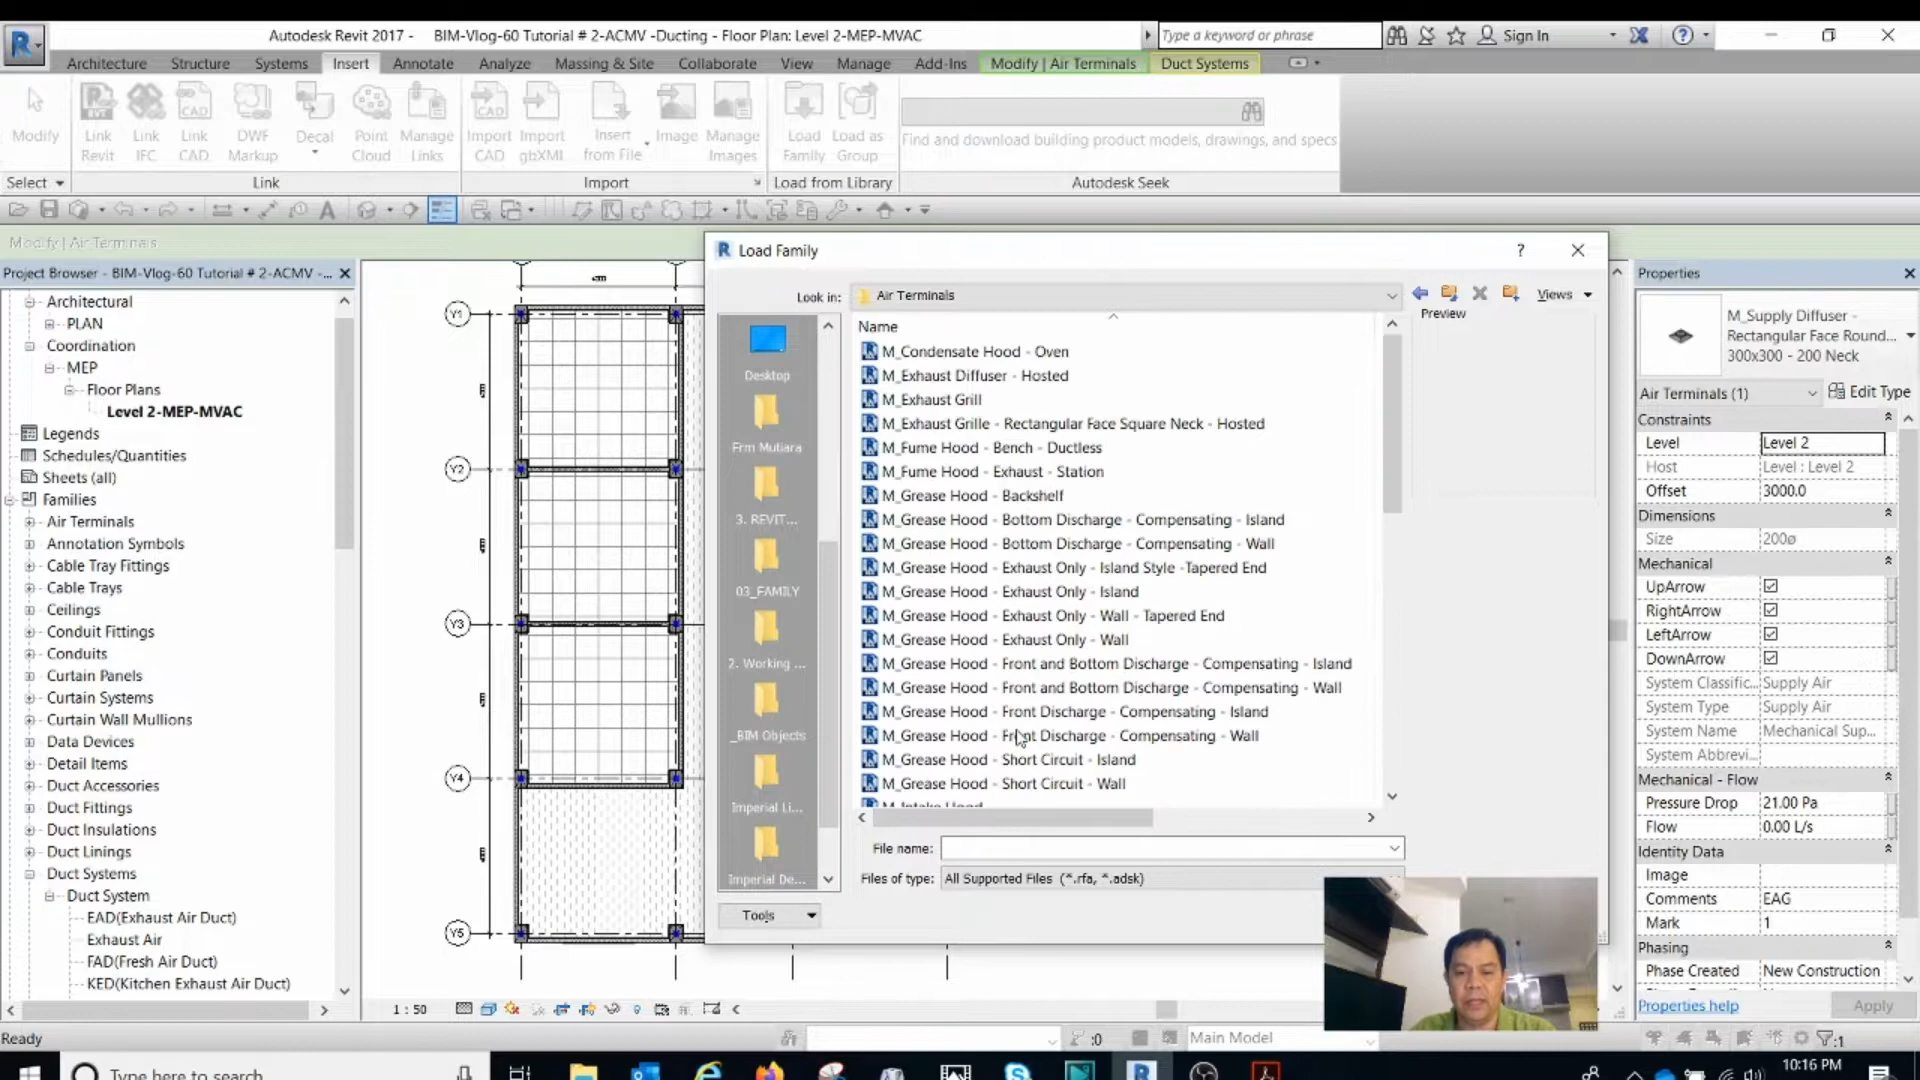 Autodesk Revit 2017 - BIM-Vlog-60 Tutorial # 2-ACMV -Ducting - Floor Plan: Level 2-MEP-MVAC
Type a keyword or phrase
Sign In
Architecture Structure Systems Insert Annotate Analyze Massing & Site Collaborate View Manage Add-Ins Modify | Air Terminals Duct Systems
Modify
Link Revit
Link IFC
Link CAD
DWF Markup
Decal
Point Cloud
Manage Links
Import CAD
Import gbXML
Insert from File
Image
Manage Images
Load Family
Load as Group
Find and download building product models, drawings, and specs
Select
Link
Import
Load from Library
Autodesk Seek
Modify | Air Terminals
Project Browser - BIM-Vlog-60 Tutorial # 2-ACMV -...
Architectural
PLAN
Coordination
MEP
Floor Plans
Level 2-MEP-MVAC
Legends
Schedules/Quantities
Sheets (all)
Families
Air Terminals
Annotation Symbols
Cable Tray Fittings
Cable Trays
Ceilings
Conduit Fittings
Conduits
Curtain Panels
Curtain Systems
Curtain Wall Mullions
Data Devices
Detail Items
Duct Accessories
Duct Fittings
Duct Insulations
Duct Linings
Duct Systems
Duct System
EAD(Exhaust Air Duct)
Exhaust Air
FAD(Fresh Air Duct)
KED(Kitchen Exhaust Air Duct)
Y1
Y2
Y3
Y4
Y5
Load Family
Look in:
Air Terminals
Views
Preview
Desktop
Frm Mutiara
3. REVIT...
03_FAMILY
2. Working ...
_BIM Objects
Imperial Li...
Imperial De...
Name
M_Condensate Hood - Oven
M_Exhaust Diffuser - Hosted
M_Exhaust Grill
M_Exhaust Grille - Rectangular Face Square Neck - Hosted
M_Fume Hood - Bench - Ductless
M_Fume Hood - Exhaust - Station
M_Grease Hood - Backshelf
M_Grease Hood - Bottom Discharge - Compensating - Island
M_Grease Hood - Bottom Discharge - Compensating - Wall
M_Grease Hood - Exhaust Only - Island Style -Tapered End
M_Grease Hood - Exhaust Only - Island
M_Grease Hood - Exhaust Only - Wall - Tapered End
M_Grease Hood - Exhaust Only - Wall
M_Grease Hood - Front and Bottom Discharge - Compensating - Island
M_Grease Hood - Front and Bottom Discharge - Compensating - Wall
M_Grease Hood - Front Discharge - Compensating - Island
M_Grease Hood - Front Discharge - Compensating - Wall
M_Grease Hood - Short Circuit - Island
M_Grease Hood - Short Circuit - Wall
M_Intake Hood
File name:
Files of type:
All Supported Files (*.rfa, *.adsk)
Tools
Properties
M_Supply Diffuser -
Rectangular Face Round...
300x300 - 200 Neck
Air Terminals (1)
Edit Type
Constraints
Level Level 2
Host Level : Level 2
Offset 3000.0
Dimensions
Size 200ø
Mechanical
UpArrow
RightArrow
LeftArrow
DownArrow
System Classific... Supply Air
System Type Supply Air
System Name Mechanical Sup...
System Abbrevi...
Mechanical - Flow
Pressure Drop 21.00 Pa
Flow 0.00 L/s
Identity Data
Image
Comments EAG
Mark 1
Phasing
Phase Created New Construction
Properties help
Apply
1 : 50
Ready
:0
Main Model
:1
Type here to search
10:16 PM